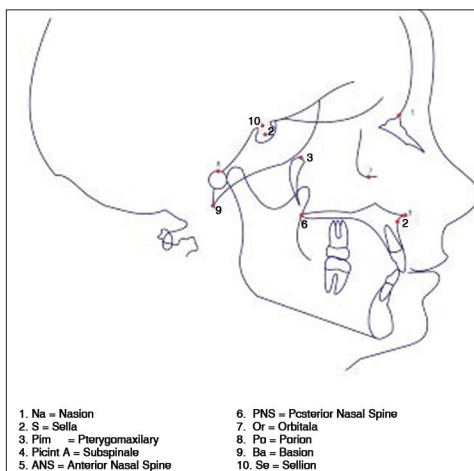 1
10
2
3
9
6
2
1. Na = Nasion
2. S = Sella
3. Pim = Pterygomaxilary
4. Picint A = Subspinale
5. ANS = Anterior Nasal Spine
6. PNS = Pcsterior Nasal Spine
7. Or = Orbitala
8. Po = Porion
9. Ba = Basion
10. Se = Sellion